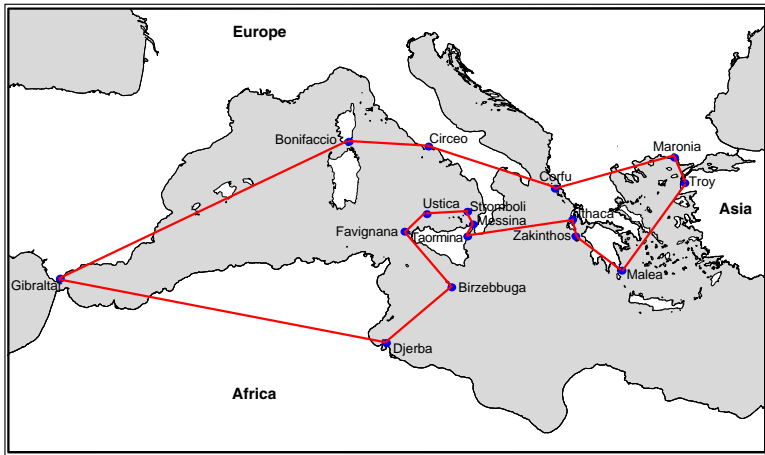 Europe
Bonifaccio
Circeo
Maronia
Corfu
Troy
Ustica
Stromboli
Messina
Ithaca
Asia
Favignana
Taormina
Zakinthos
Malea
Gibraltar
Birzebbuga
Djerba
Africa